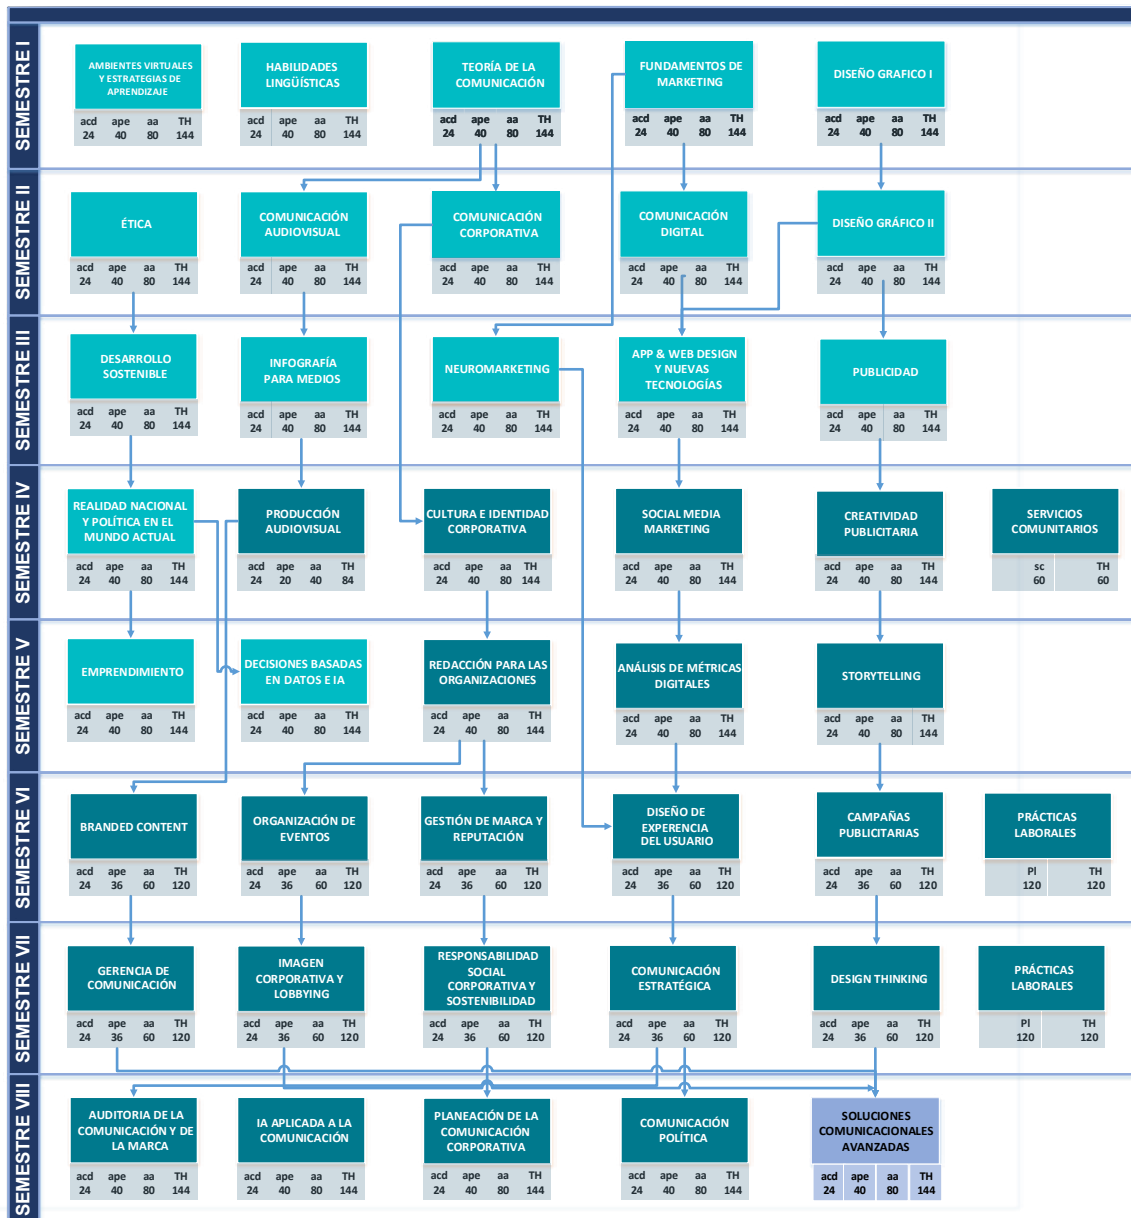 SEMESTRE I
AMBIENTES VIRTUALES
Y ESTRATEGIAS DE
APRENDIZAJE
acd ape aa TH
24 40 80 144
HABILIDADES
LINGÜÍSTICAS
acd ape aa TH
24 40 80 144
TEORÍA DE LA
COMUNICACIÓN
acd ape aa TH
24 40 80 144
FUNDAMENTOS DE
MARKETING
acd ape aa TH
24 40 80 144
DISEÑO GRAFICO I
acd ape aa TH
24 40 80 144
SEMESTRE II
ÉTICA
acd ape aa TH
24 40 80 144
COMUNICACIÓN
AUDIOVISUAL
acd ape aa TH
24 40 80 144
COMUNICACIÓN
CORPORATIVA
acd ape aa TH
24 40 80 144
COMUNICACIÓN
DIGITAL
acd ape aa TH
24 40 80 144
DISEÑO GRÁFICO II
acd ape aa TH
24 40 80 144
SEMESTRE III
DESARROLLO
SOSTENIBLE
acd ape aa TH
24 40 80 144
INFOGRAFÍA
PARA MEDIOS
acd ape aa TH
24 40 80 144
NEUROMARKETING
acd ape aa TH
24 40 80 144
APP & WEB DESIGN
Y NUEVAS
TECNOLOGÍAS
acd ape aa TH
24 40 80 144
PUBLICIDAD
acd ape aa TH
24 40 80 144
SEMESTRE IV
REALIDAD NACIONAL
Y POLÍTICA EN EL
MUNDO ACTUAL
acd ape aa TH
24 40 80 144
PRODUCCIÓN
AUDIOVISUAL
acd ape aa TH
24 20 40 84
CULTURA E IDENTIDAD
CORPORATIVA
acd ape aa TH
24 40 80 144
SOCIAL MEDIA
MARKETING
acd ape aa TH
24 40 80 144
CREATIVIDAD
PUBLICITARIA
acd ape aa TH
24 40 80 144
SERVICIOS
COMUNITARIOS
sc TH
60 60
SEMESTRE V
EMPRENDIMIENTO
acd ape aa TH
24 40 80 144
DECISIONES BASADAS
EN DATOS E IA
acd ape aa TH
24 40 80 144
REDACCIÓN PARA LAS
ORGANIZACIONES
acd ape aa TH
24 40 80 144
ANÁLISIS DE MÉTRICAS
DIGITALES
acd ape aa TH
24 40 80 144
STORYTELLING
acd ape aa TH
24 40 80 144
SEMESTRE VI
BRANDED CONTENT
acd ape aa TH
24 36 60 120
ORGANIZACIÓN DE
EVENTOS
acd ape aa TH
24 36 60 120
GESTIÓN DE MARCA Y
REPUTACIÓN
acd ape aa TH
24 36 60 120
DISEÑO DE
EXPERENCIA
DEL USUARIO
acd ape aa TH
24 36 60 120
CAMPAÑAS
PUBLICITARIAS
acd ape aa TH
24 36 60 120
PRÁCTICAS
LABORALES
Pl TH
120 120
SEMESTRE VII
GERENCIA DE
COMUNICACIÓN
acd ape aa TH
24 36 60 120
IMAGEN
CORPORATIVA Y
LOBBYING
acd ape aa TH
24 36 60 120
RESPONSABILIDAD
SOCIAL
CORPORATIVA Y
SOSTENIBILIDAD
acd ape aa TH
24 36 60 120
COMUNICACIÓN
ESTRATÉGICA
acd ape aa TH
24 36 60 120
DESIGN THINKING
acd ape aa TH
24 36 60 120
PRÁCTICAS
LABORALES
Pl TH
120 120
SEMESTRE VIII
AUDITORIA DE LA
COMUNICACIÓN Y DE
LA MARCA
acd ape aa TH
24 40 80 144
IA APLICADA A LA
COMUNICACIÓN
acd ape aa TH
24 40 80 144
PLANEACIÓN DE LA
COMUNICACIÓN
CORPORATIVA
acd ape aa TH
24 40 80 144
COMUNICACIÓN
POLÍTICA
acd ape aa TH
24 40 80 144
SOLUCIONES
COMUNICACIONALES
AVANZADAS
acd ape aa TH
24 40 80 144